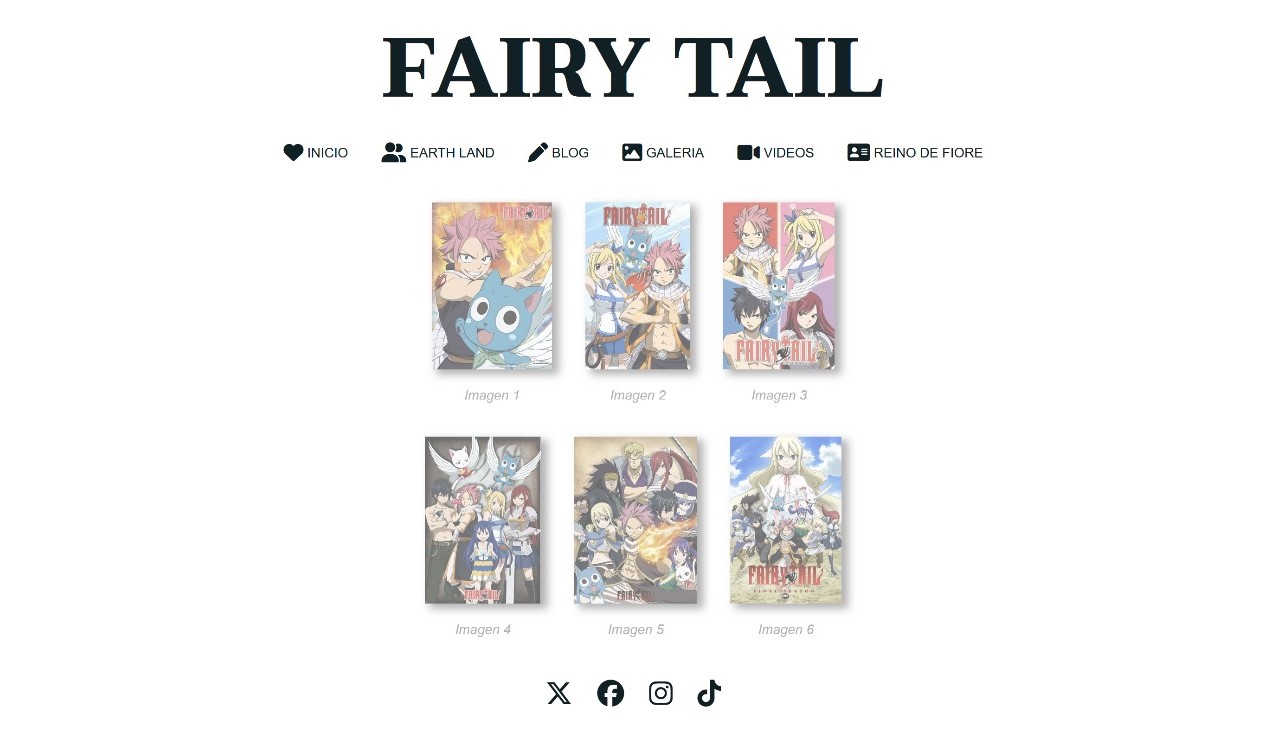 FAIRY TAIL
INICIO EARTH LAND BLOG GALERIA VIDEOS REINO DE FIORE
FAIRY TAIL
FAIRY TAIL
FAIRY TAIL
Imagen 1 Imagen 2 Imagen 3
FAIRY TAIL
FAIRY TAIL
FAIRY TAIL
FINAL SEASON
Imagen 4 Imagen 5 Imagen 6